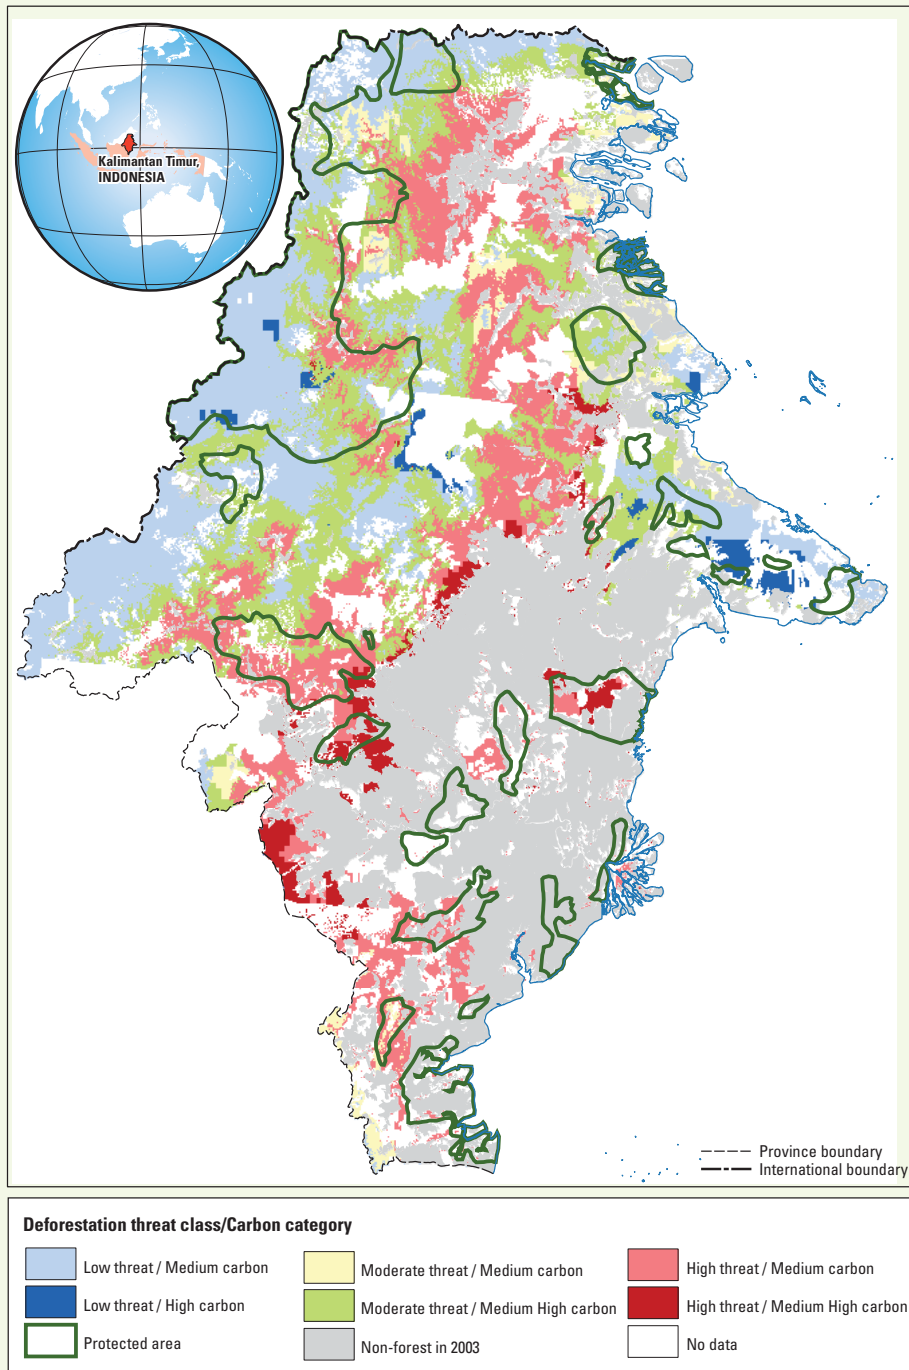 Kalimantan Timur,
INDONESIA
Province boundary
International boundary
Deforestation threat class/Carbon category
Low threat / Medium carbon
Low threat / High carbon
Protected area
Moderate threat / Medium carbon
Moderate threat / Medium High carbon
Non-forest in 2003
High threat / Medium carbon
High threat / Medium High carbon
No data